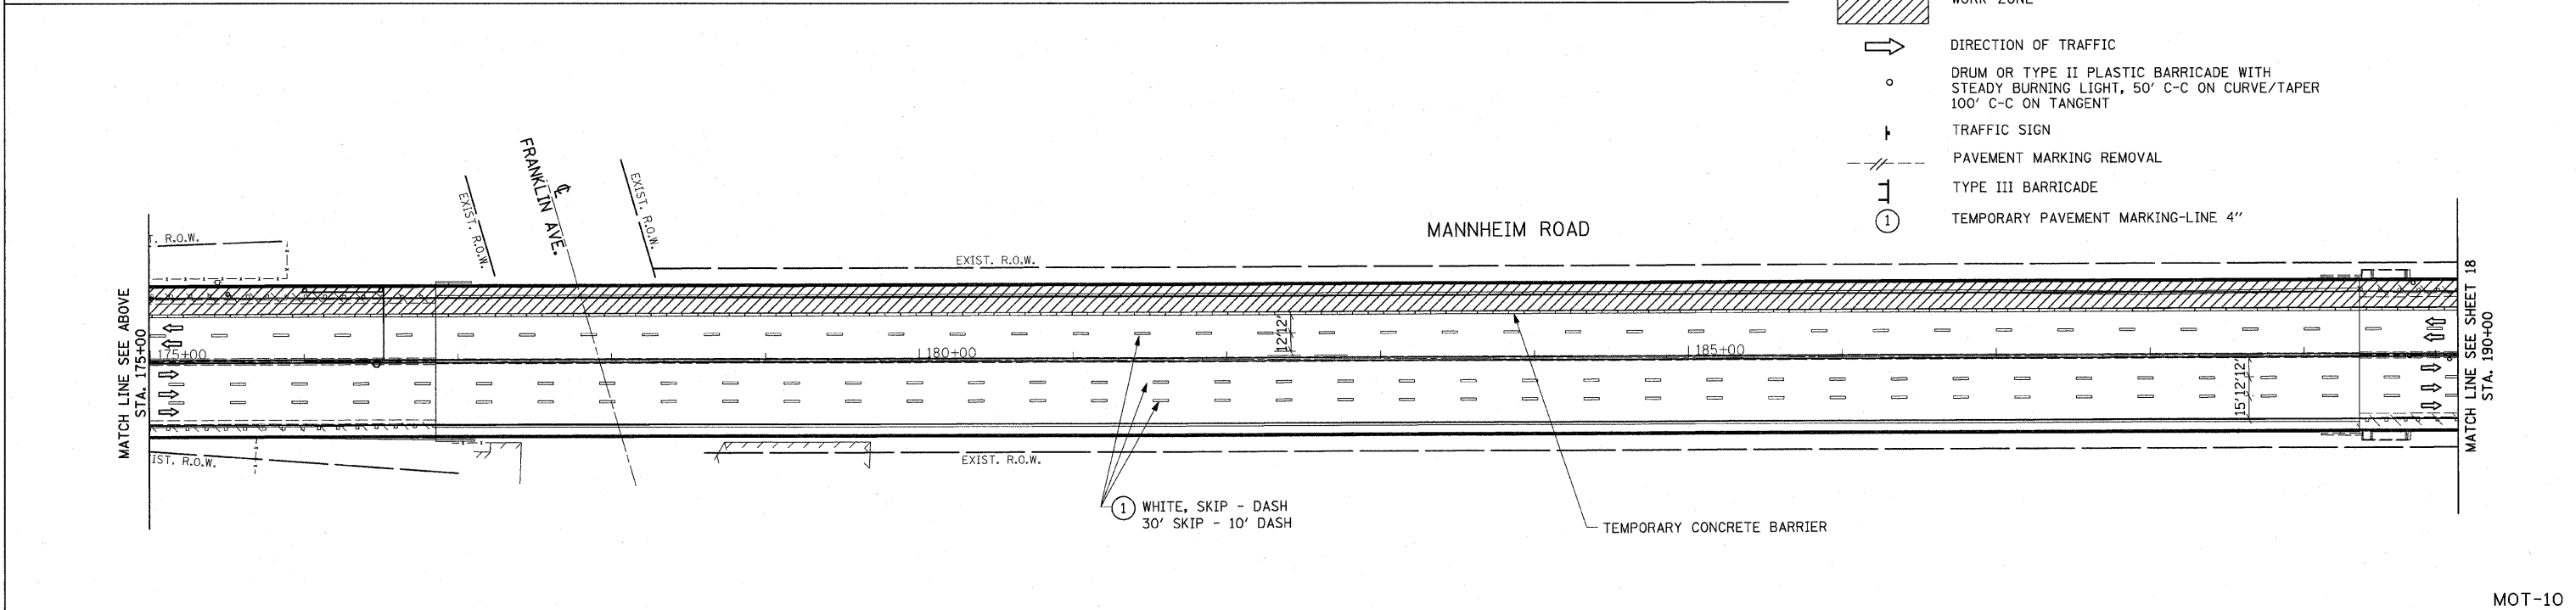 WORK ZONE
DIRECTION OF TRAFFIC
DRUM OR TYPE II PLASTIC BARRICADE WITH
STEADY BURNING LIGHT, 50' C-C ON CURVE/TAPER
100' C-C ON TANGENT
TRAFFIC SIGN
PAVEMENT MARKING REMOVAL
TYPE III BARRICADE
1 TEMPORARY PAVEMENT MARKING-LINE 4"
MANNHEIM ROAD
FRANKLIN AVE.
℄
EXIST. R.O.W.
EXIST. R.O.W.
T. R.O.W.
EXIST. R.O.W.
MATCH LINE SEE ABOVE
STA. 175+00
175+00
180+00
185+00
12'12'
15'12'12'
MATCH LINE SEE SHEET 18
STA. 190+00
IST. R.O.W.
EXIST. R.O.W.
1 WHITE, SKIP - DASH
30' SKIP - 10' DASH
TEMPORARY CONCRETE BARRIER
MOT-10